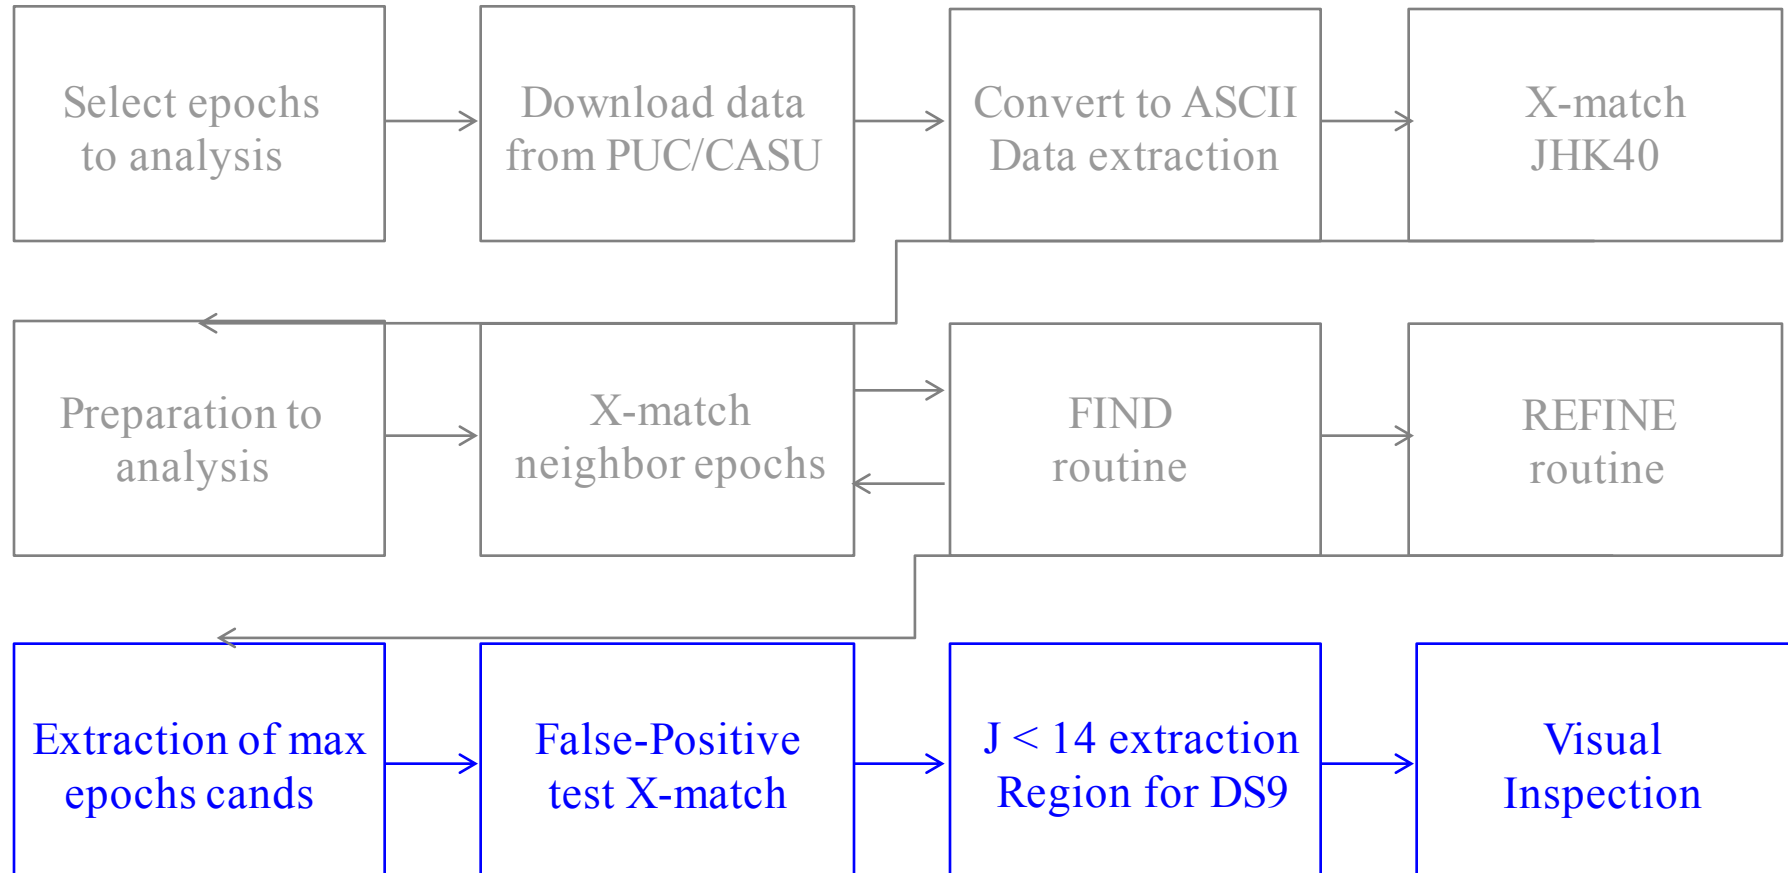 Select epochs
to analysis
Download data
from PUC/CASU
Convert to ASCII
Data extraction
X-match
JHK40
Preparation to
analysis
X-match
neighbor epochs
FIND
routine
REFINE
routine
Extraction of max
epochs cands
False-Positive
test X-match
J < 14 extraction
Region for DS9
Visual
Inspection